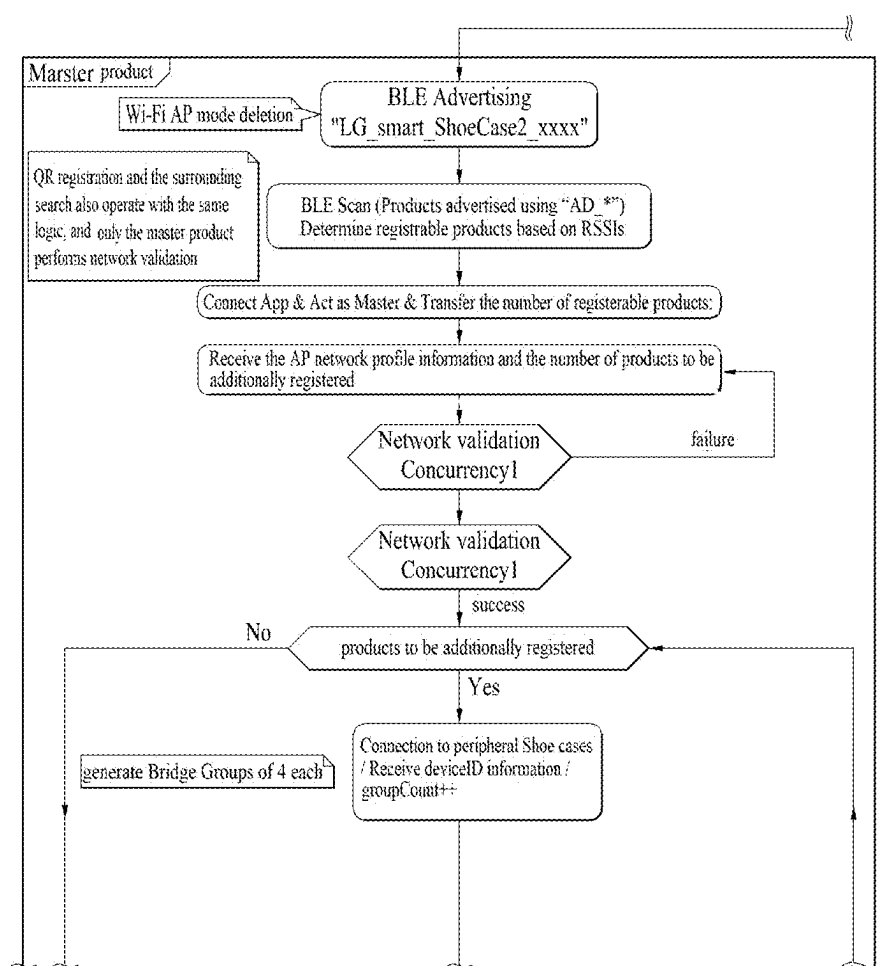 Marster product
BLE Advertising
"LG_smart_ShoeCase2_xxxx"
Wi-Fi AP mode deletion
QR registration and the surrounding
search also operate with the same
logic, and only the master product
performs network validation
BLE Scan (Products advertised using “AD_*”)
Determine registrable products based on RSSIs
Connect App & Act as Master & Transfer the number of registerable products:
Receive the AP network profile information and the number of products to be
additionally registered
Network validation
Concurrency1
failure
Network validation
Concurrency1
success
No
products to be additionally registered
Yes
Connection to peripheral Shoe cases
/ Receive deviceID information /
groupCount++
generate Bridge Groups of 4 each